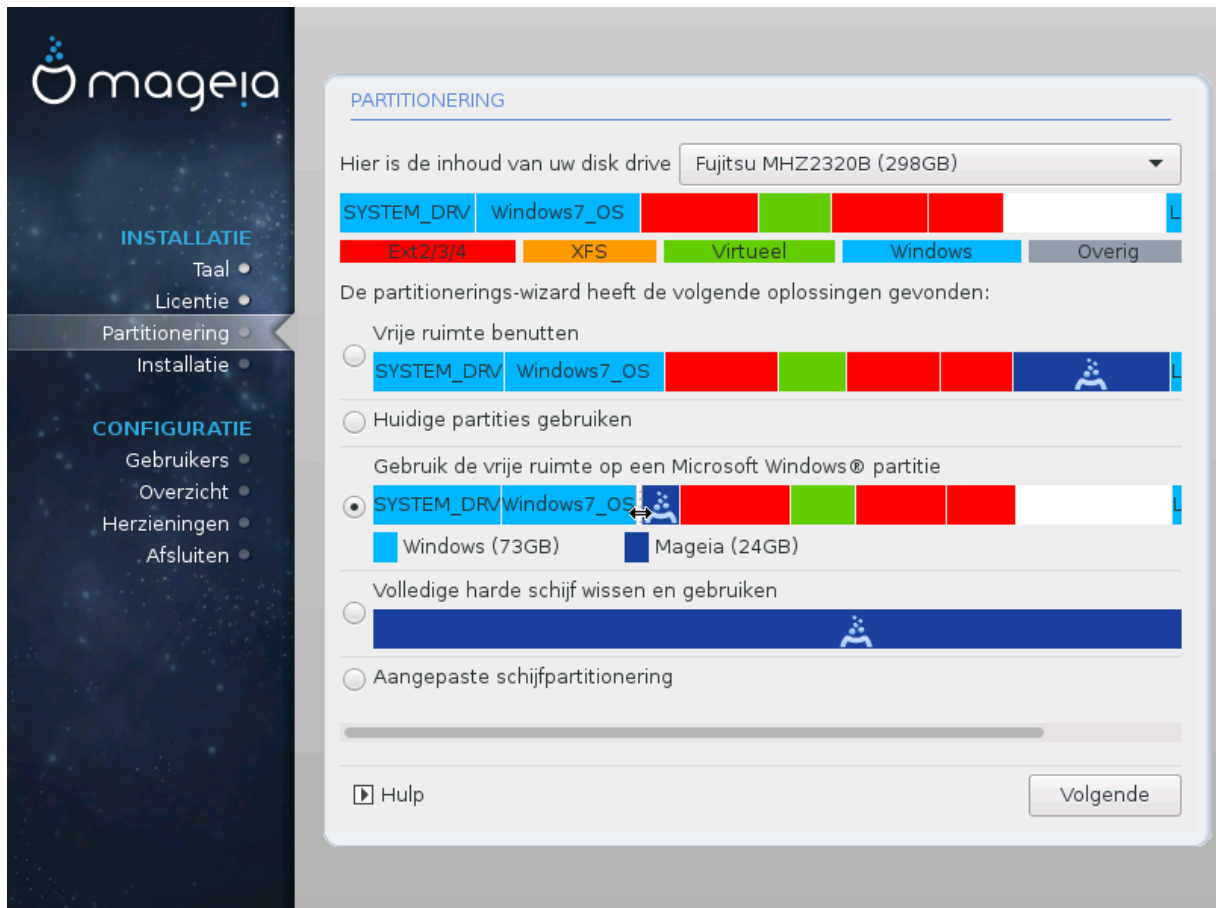 mageia
INSTALLATIE
Taal
Licentie
Partitionering
Installatie
CONFIGURATIE
Gebruikers
Overzicht
Herzieningen
Afsluiten
PARTITIONERING
Hier is de inhoud van uw disk drive Fujitsu MHZ2320B (298GB)
SYSTEM_DRV Windows7_OS L
Ext2/3/4 XFS Virtueel Windows Overig
De partitionerings-wizard heeft de volgende oplossingen gevonden:
Vrije ruimte benutten
SYSTEM_DRV Windows7_OS L
Huidige partities gebruiken
Gebruik de vrije ruimte op een Microsoft Windows® partitie
SYSTEM_DRV Windows7_OS L
Windows (73GB) Mageia (24GB)
Volledige harde schijf wissen en gebruiken
Aangepaste schijfpartitionering
Hulp Volgende